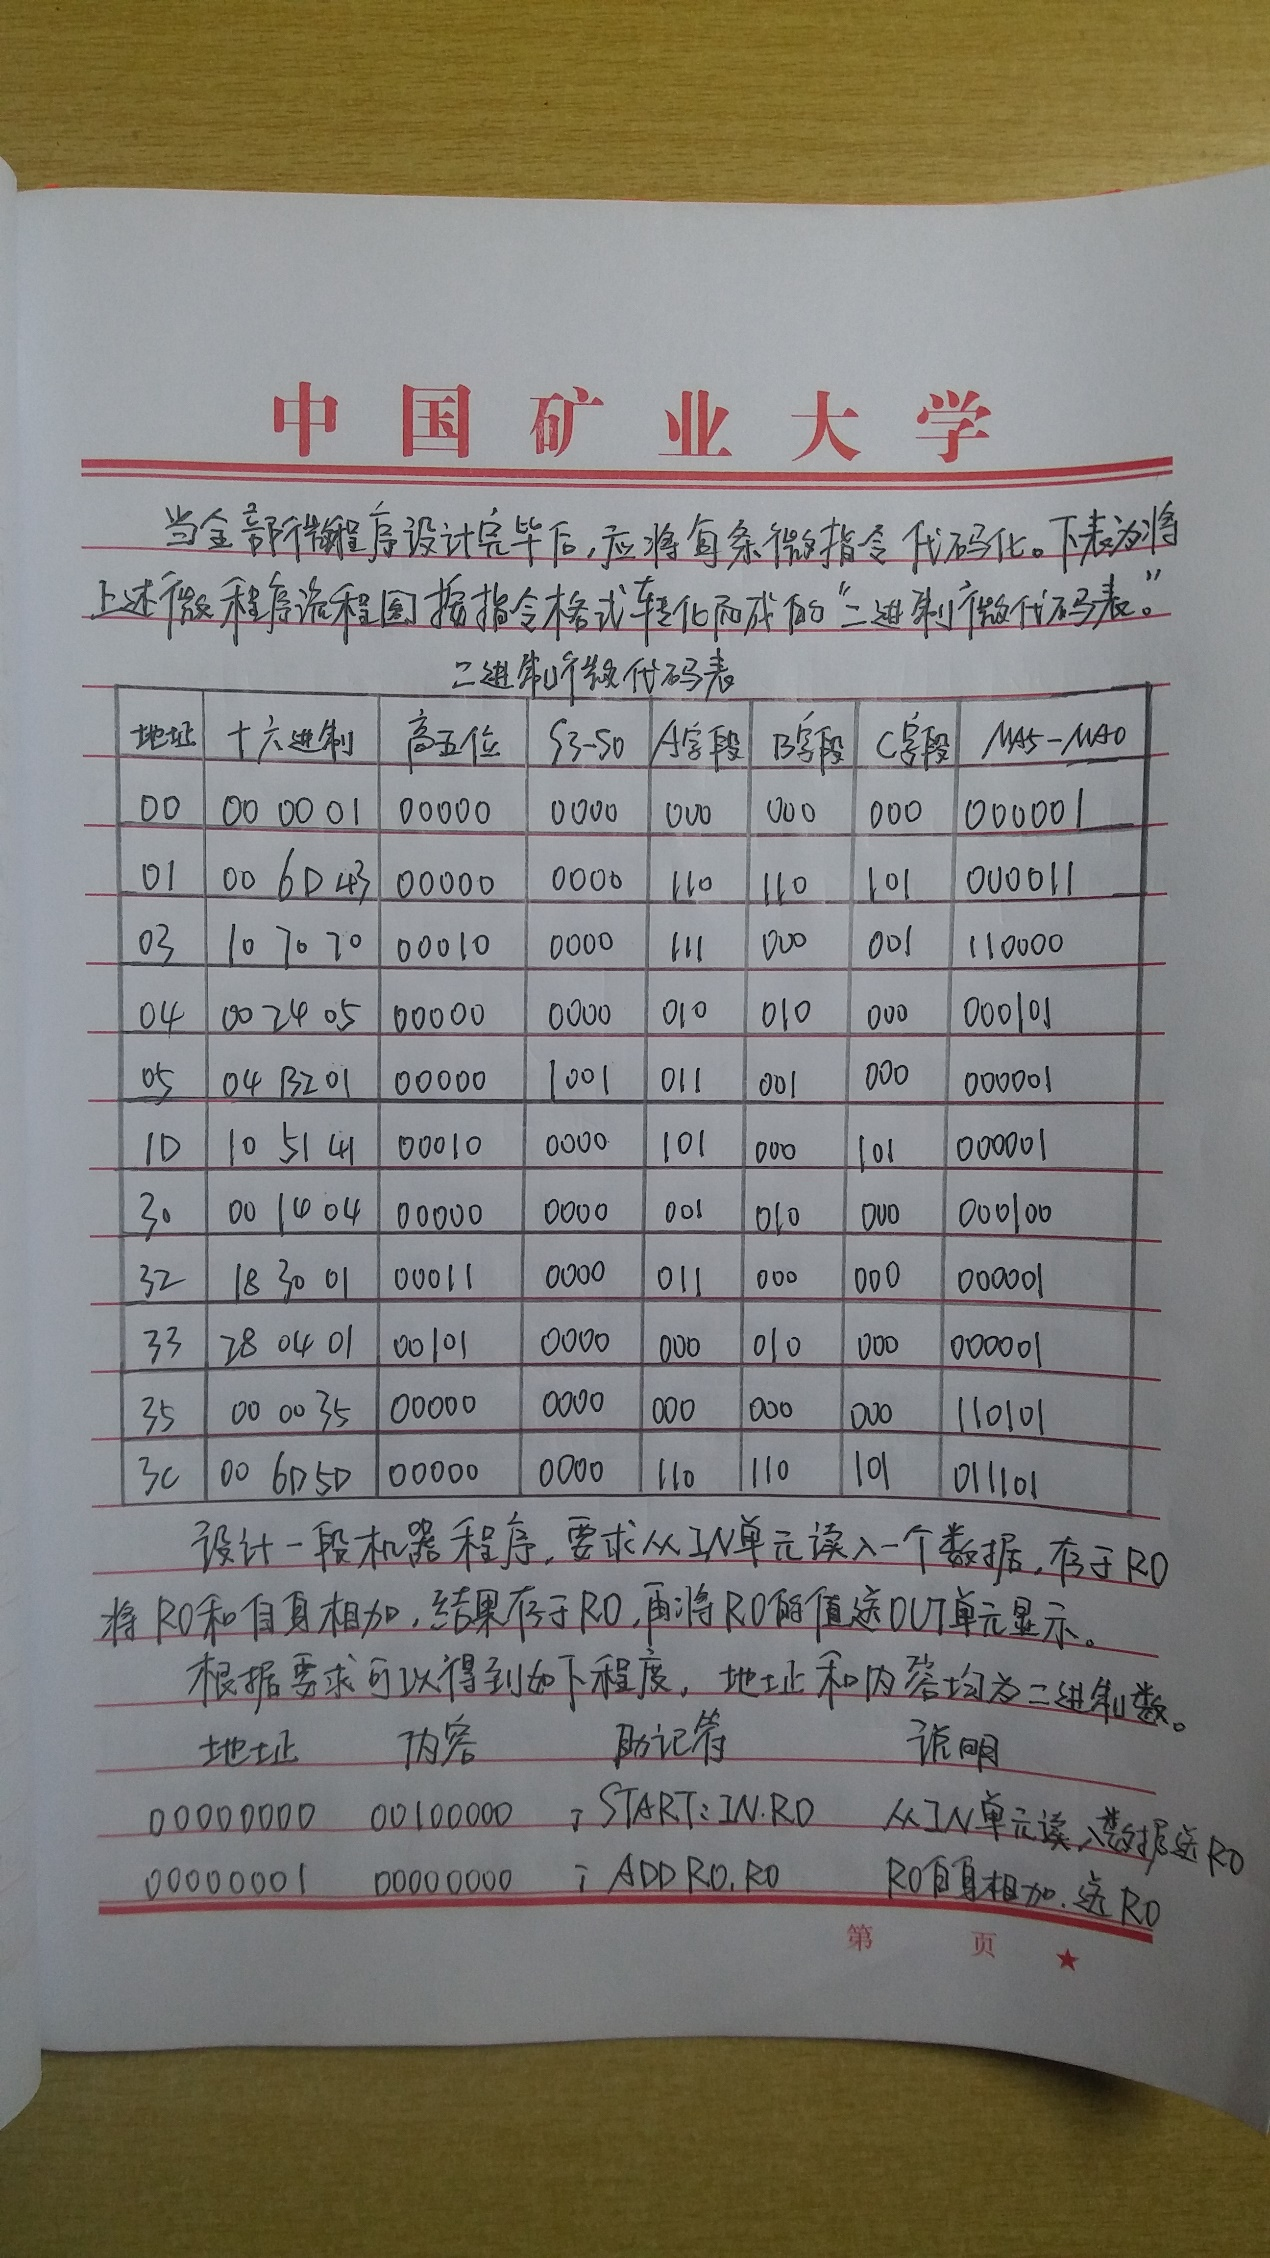 中国矿业大学
当全部微程序设计完毕后，应将每条微指令代码化。下表为将
上述微程序流程图按指令格式转化而成的“二进制微代码表。”
二进制微代码表
地址 十六进制 高五位 S3-S0 A字段 B字段 C字段 MA5-MA0
00 00 00 01 00000 0000 000 000 000 000001
01 00 6D 43 00000 0000 110 110 101 000011
03 10 70 70 00010 0000 111 000 001 110000
04 00 24 05 00000 0000 010 010 000 000101
05 04 B2 01 00000 1001 011 001 000 000001
1D 10 51 41 00010 0000 101 000 101 000001
30 00 14 04 00000 0000 001 010 000 000100
32 18 30 01 00011 0000 011 000 000 000001
33 28 04 01 00101 0000 000 010 000 000001
35 00 00 35 00000 0000 000 000 000 110101
3C 00 6D 5D 00000 0000 110 110 101 011101
设计一段机器程序，要求从IN单元读入一个数据，存于R0
将R0和自身相加，结果存于R0，再将R0的值送OUT单元显示。
根据要求可以得到如下程度，地址和内容均为二进制数。
地址 内容 助记符 说明
00000000 00100000 ; START: IN.R0 从IN单元读入数据送R0
00000001 00000000 ; ADD R0,R0 R0自身相加，送R0
第 页